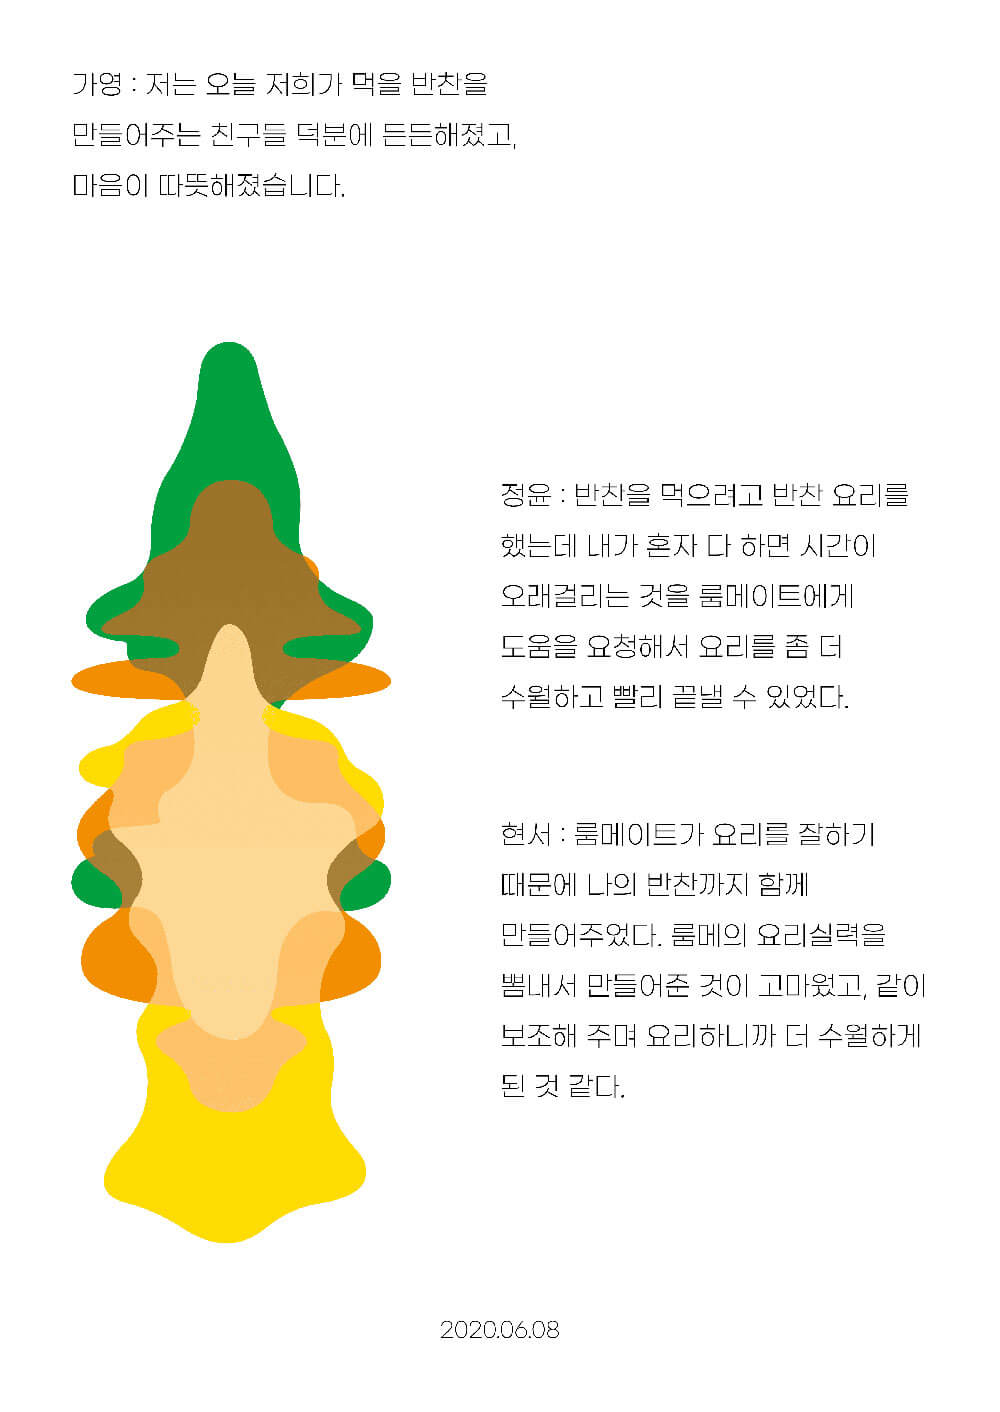 가영 : 저는 오늘 저희가 먹을 반찬을
만들어주는 친구들 덕분에 든든해졌고,
마음이 따뜻해졌습니다.
정윤 : 반찬을 먹으려고 반찬 요리를
했는데 내가 혼자 다 하면 시간이
오래걸리는 것을 룸메이트에게
도움을 요청해서 요리를 좀 더
수월하고 빨리 끝낼 수 있었다.
현서 : 룸메이트가 요리를 잘하기
때문에 나의 반찬까지 함께
만들어주었다. 룸메의 요리실력을
뽐내서 만들어준 것이 고마웠고, 같이
보조해 주며 요리하니까 더 수월하게
된 것 같다.
2020.06.08